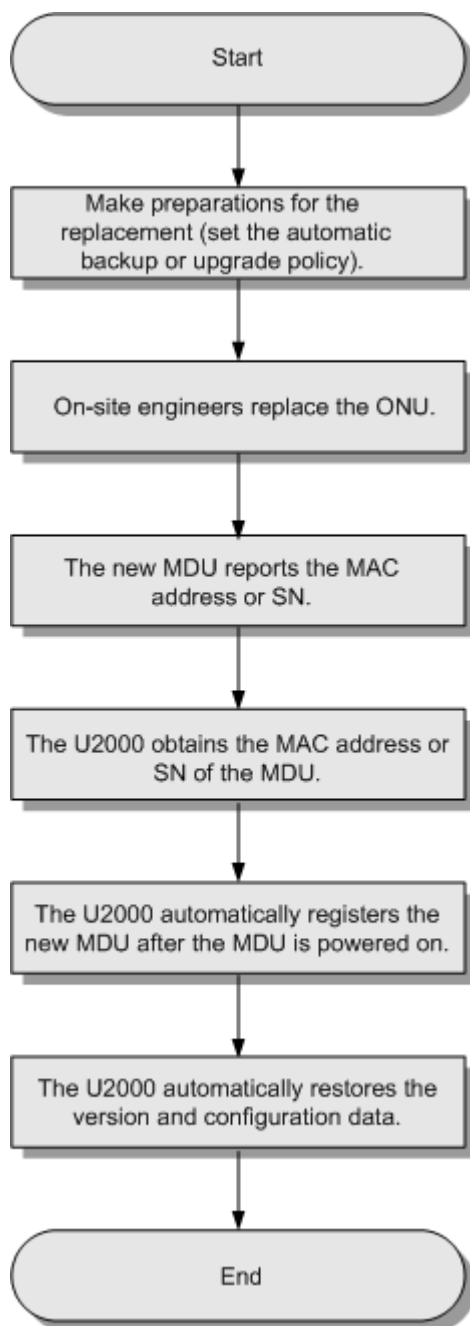 Start
Make preparations for the
replacement (set the automatic
backup or upgrade policy).
On-site engineers replace the ONU.
The new MDU reports the MAC
address or SN.
The U2000 obtains the MAC address or
SN of the MDU.
The U2000 automatically registers the
new MDU after the MDU is powered on.
The U2000 automatically restores the
version and configuration data.
End